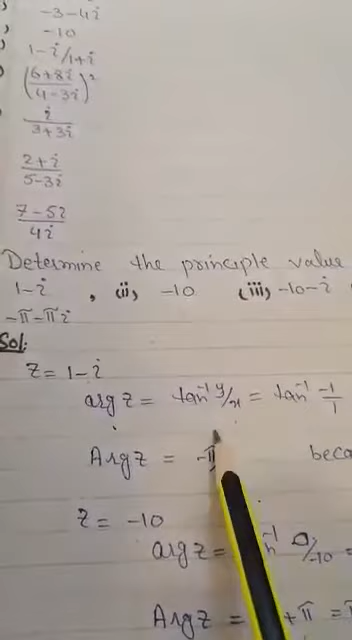 -3-4i
-10
1-i/1+i
(6+8i/4-3i)²
i/3+3i
2+i/5-3i
7-5i/4i
Determine the principle value
1-i , (ii), -10 (iii), -10-i
-π-πi
Sol:
z = 1-i
arg z = tan⁻¹ y/x = tan⁻¹ -1/1
Arg z = -π
z = -10
arg z = 0/-10 =
Arg z = +π =